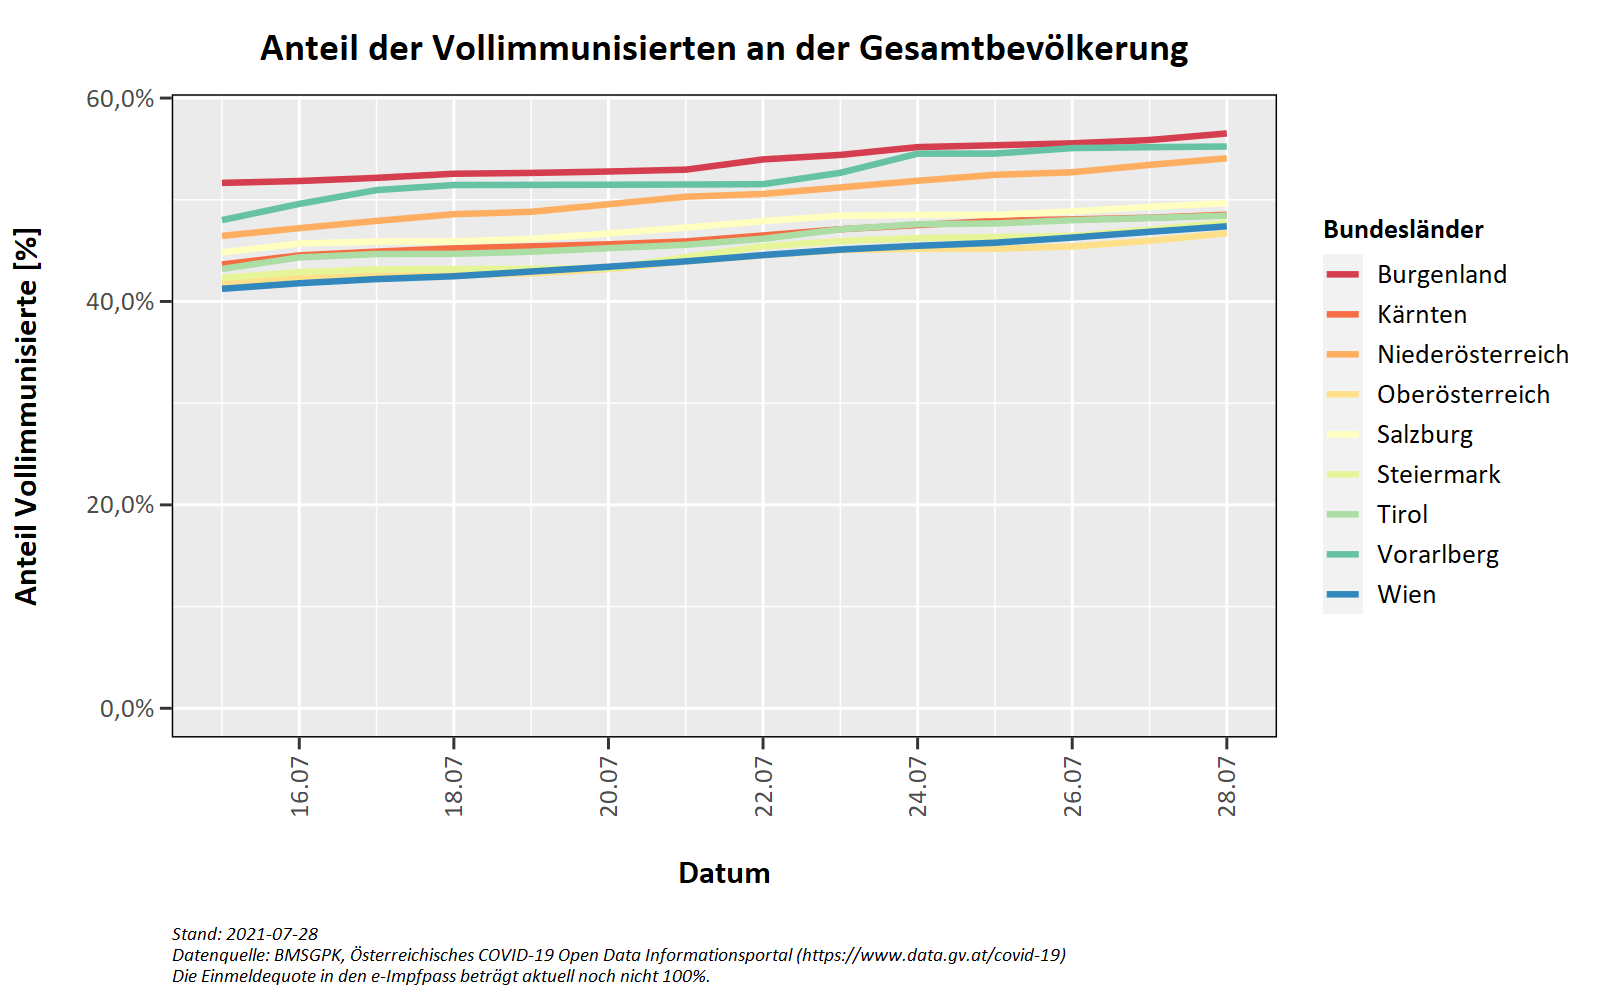 Anteil der Vollimmunisierten an der Gesamtbevölkerung
Anteil Vollimmunisierte [%]
60,0%
40,0%
20,0%
0,0%
16.07
18.07
20.07
22.07
24.07
26.07
28.07
Datum
Bundesländer
Burgenland
Kärnten
Niederösterreich
Oberösterreich
Salzburg
Steiermark
Tirol
Vorarlberg
Wien
Stand: 2021-07-28
Datenquelle: BMSGPK, Österreichisches COVID-19 Open Data Informationsportal (https://www.data.gv.at/covid-19)
Die Einmeldequote in den e-Impfpass beträgt aktuell noch nicht 100%.